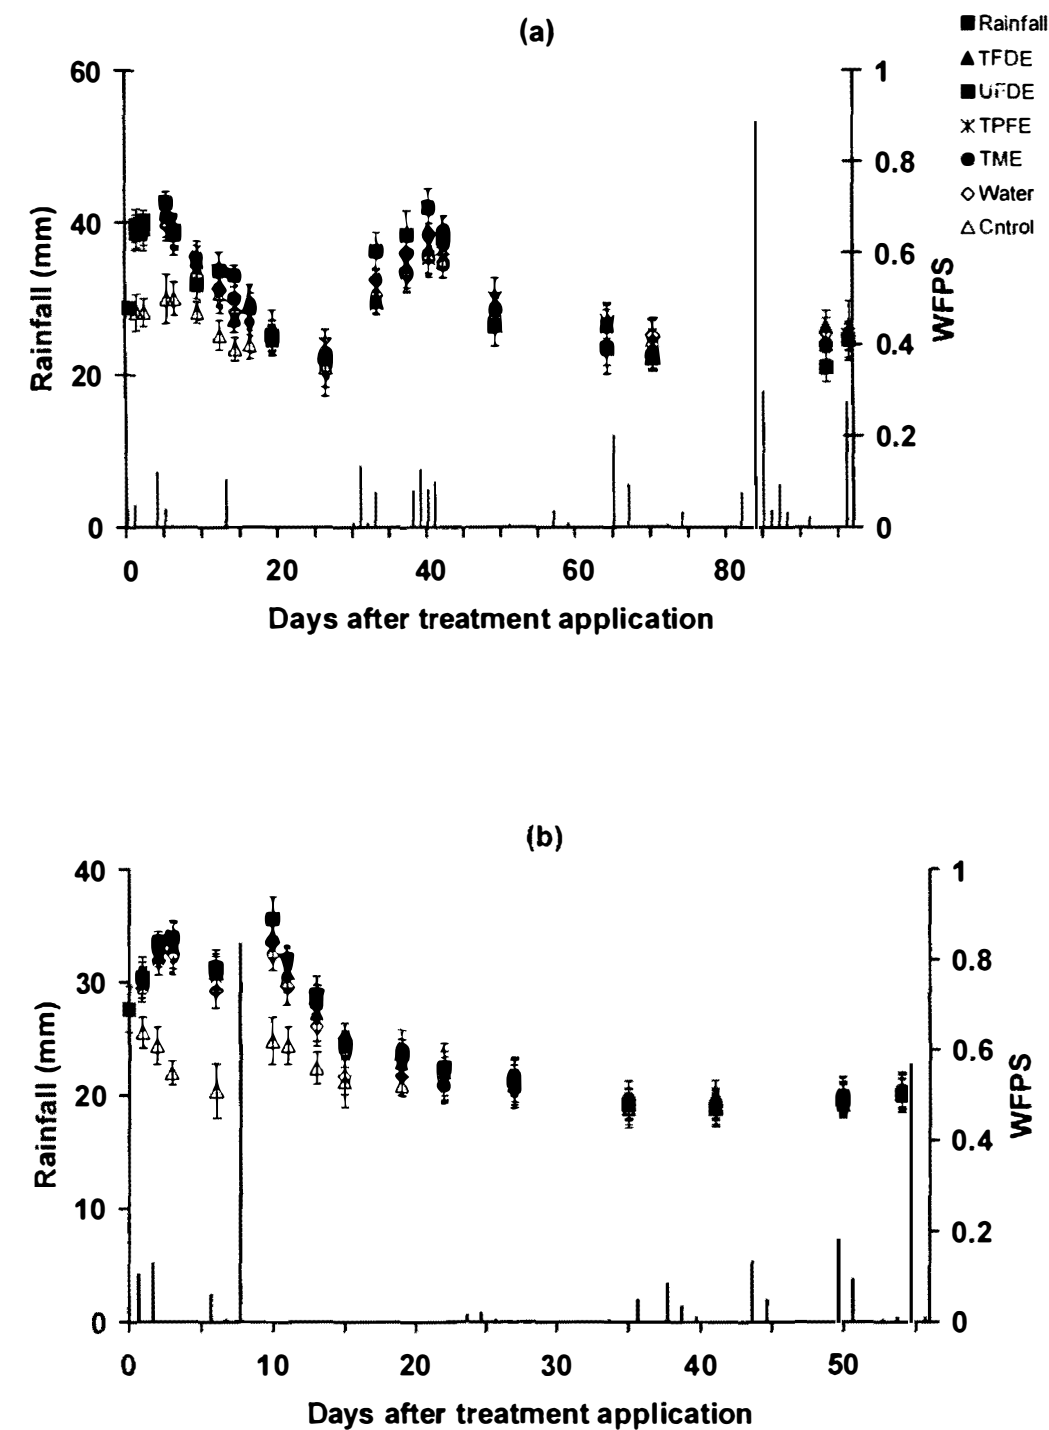 (a)
Rainfall
TFDE
UFDE
TPFE
TME
Water
Cntrol
60
40
20
0
Rainfall (mm)
1
0.8
0.6
0.4
0.2
0
WFPS
0 20 40 60 80
Days after treatment application
(b)
40
30
20
10
0
Rainfall (mm)
1
0.8
0.6
0.4
0.2
0
WFPS
0 10 20 30 40 50
Days after treatment application